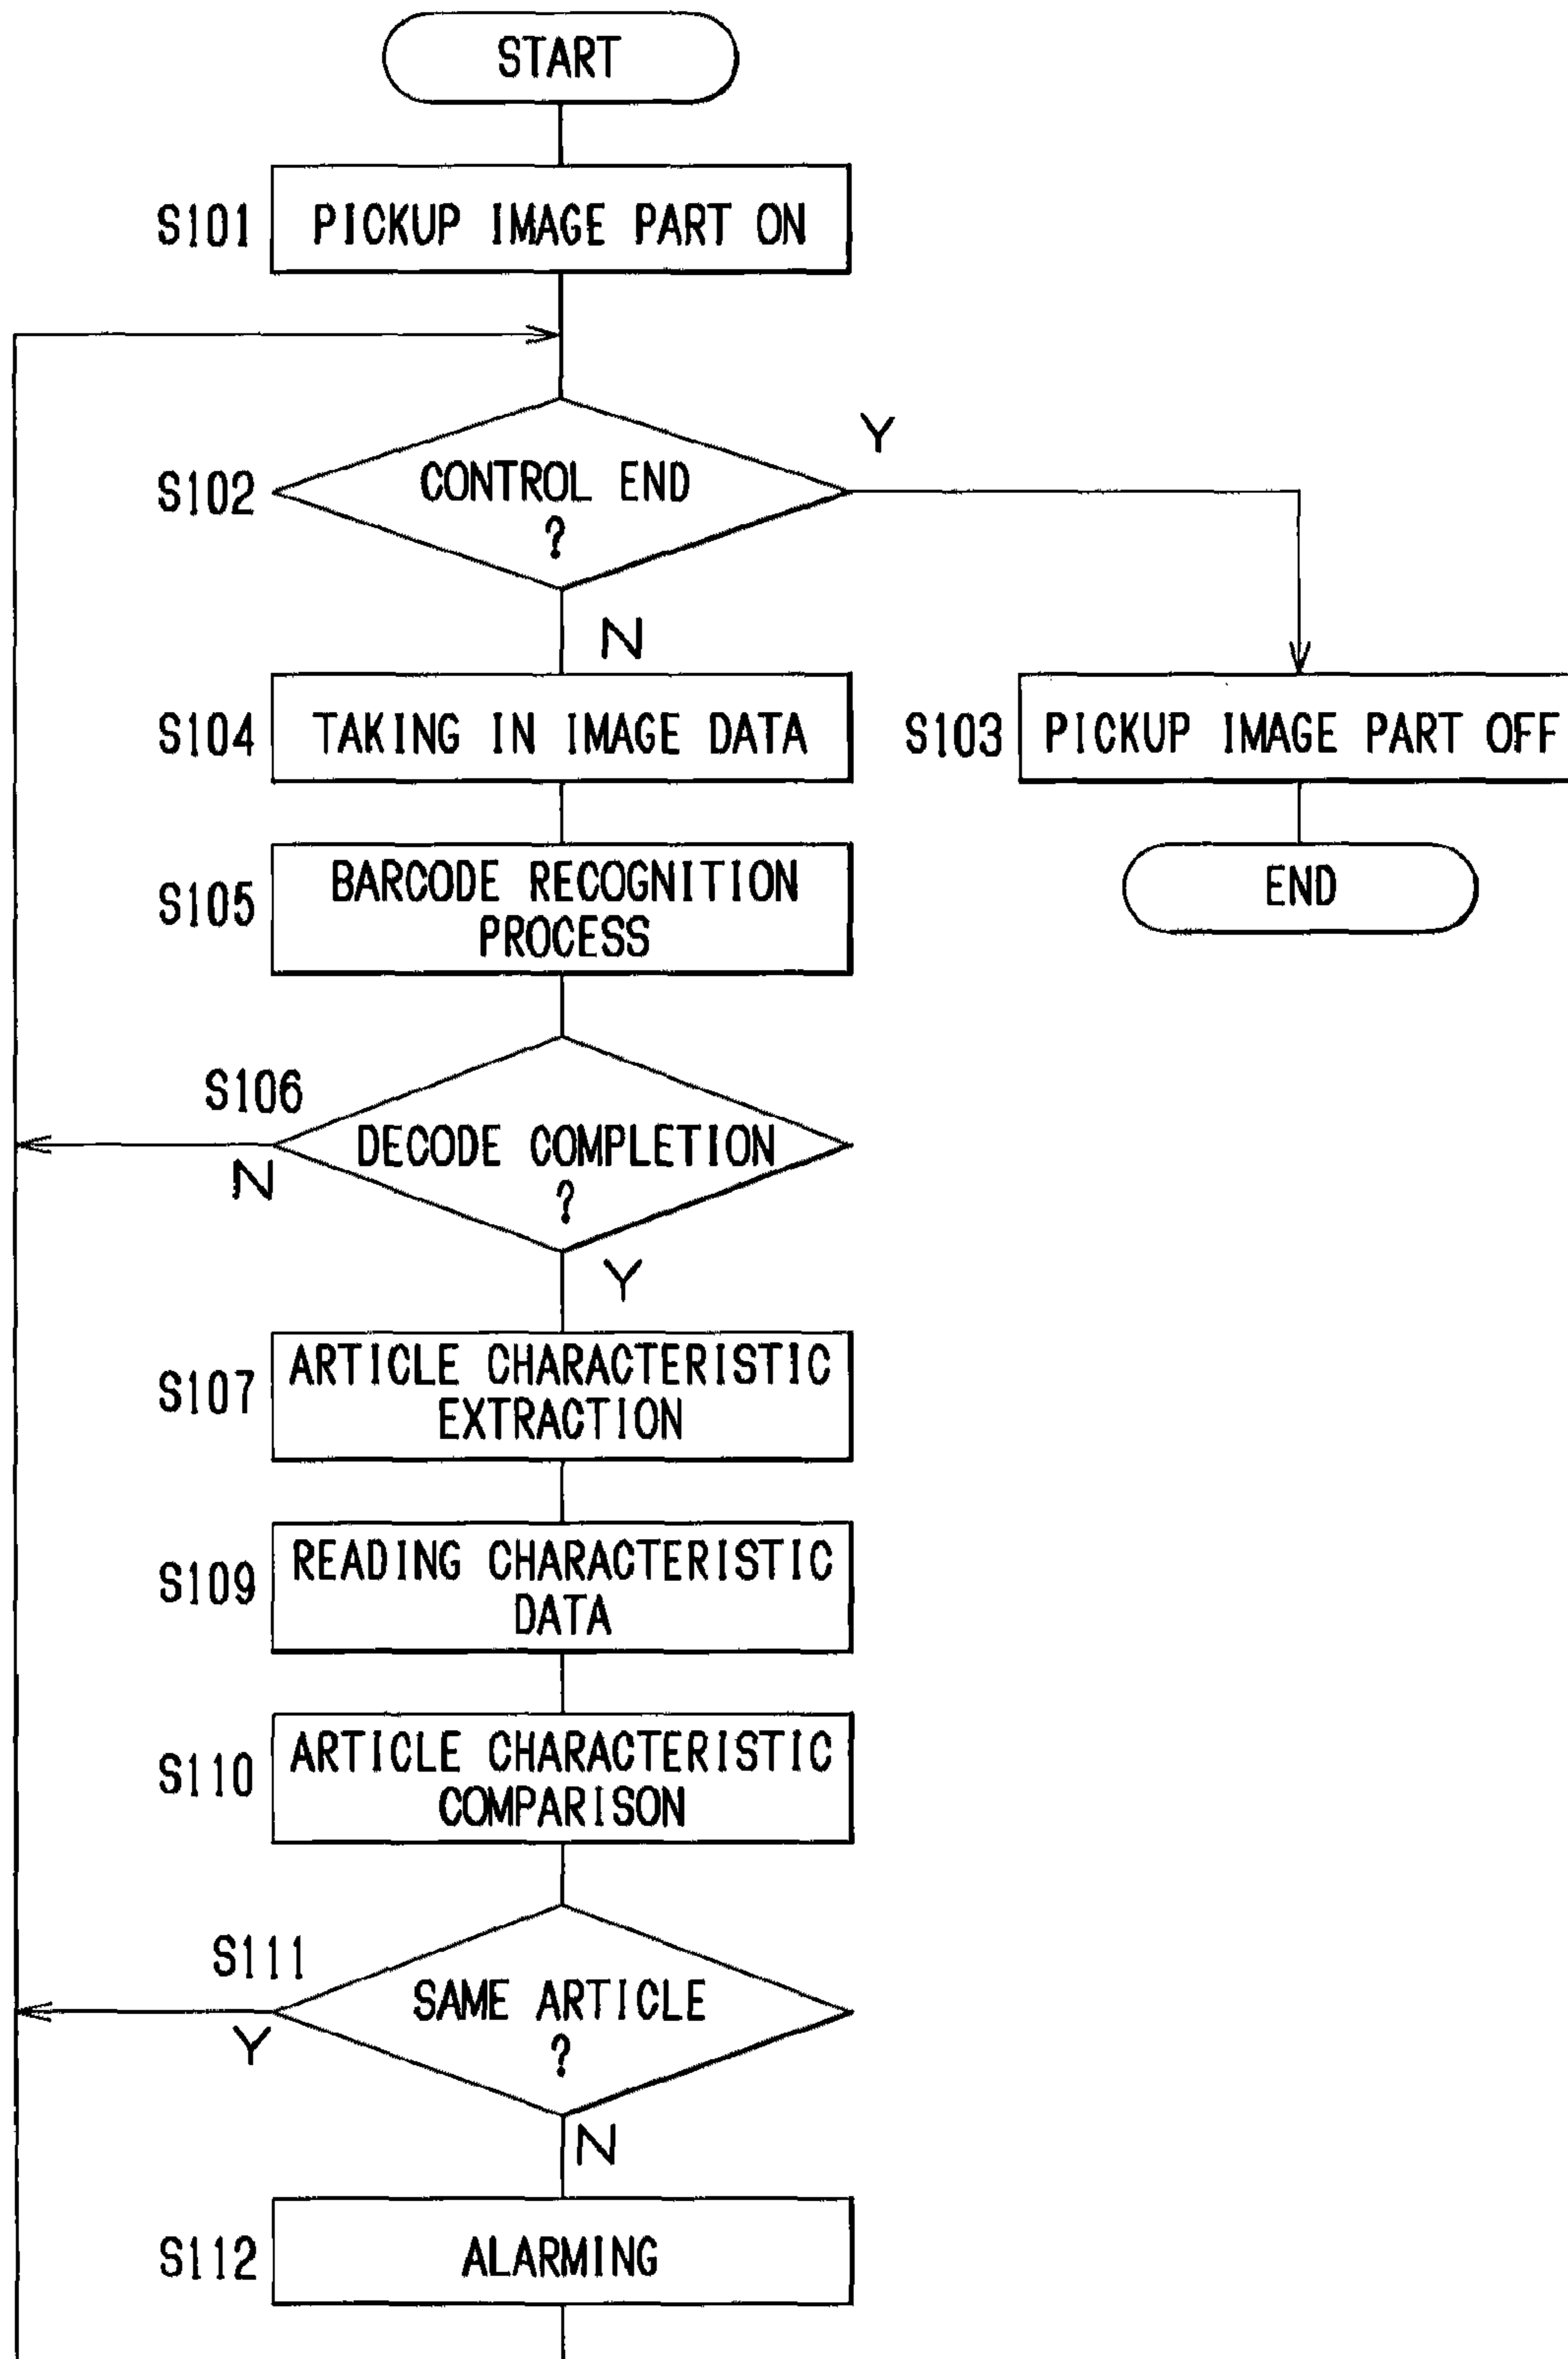 START
S101 PICKUP IMAGE PART ON
Y
S102 CONTROL END
?
N
S104 TAKING IN IMAGE DATA
S103 PICKUP IMAGE PART OFF
S105 BARCODE RECOGNITION
PROCESS
END
S106
DECODE COMPLETION
?
N
Y
S107 ARTICLE CHARACTERISTIC
EXTRACTION
S109 READING CHARACTERISTIC
DATA
S110 ARTICLE CHARACTERISTIC
COMPARISON
S111
SAME ARTICLE
?
Y
N
S112 ALARMING